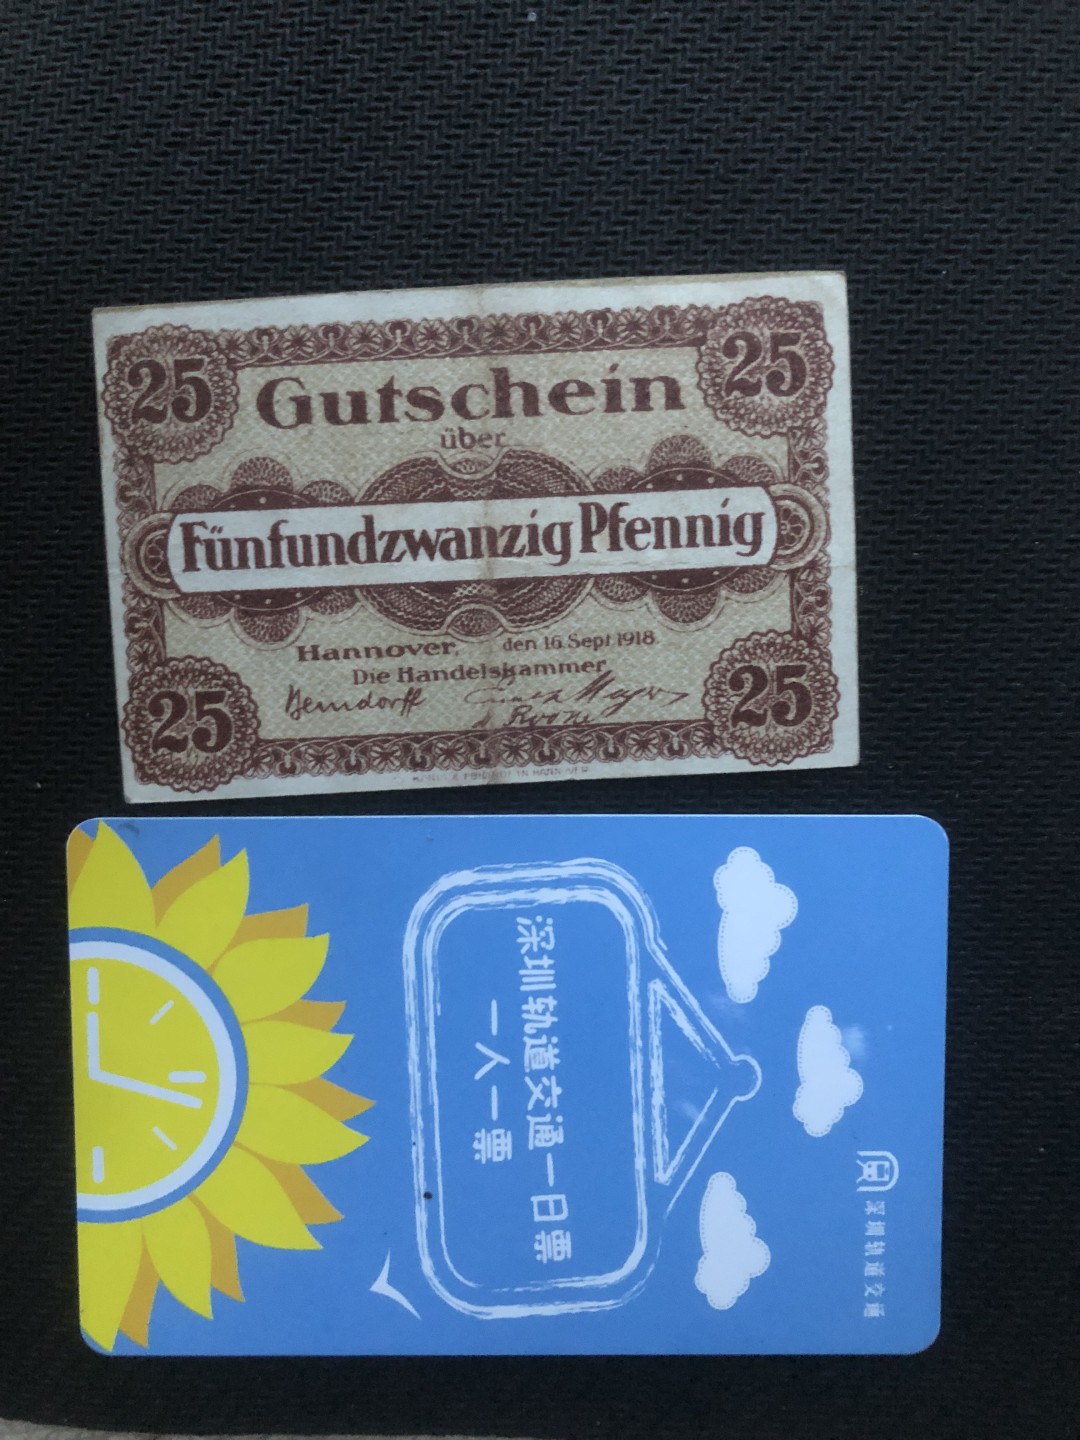 25
25
Gutschein
über
Fünfundzwanzig Pfennig
Hannover, den 16. Sept. 1918.
Die Handelskammer
Beindorff
25
25
深圳轨道交通一日票
一人一票
深圳轨道交通